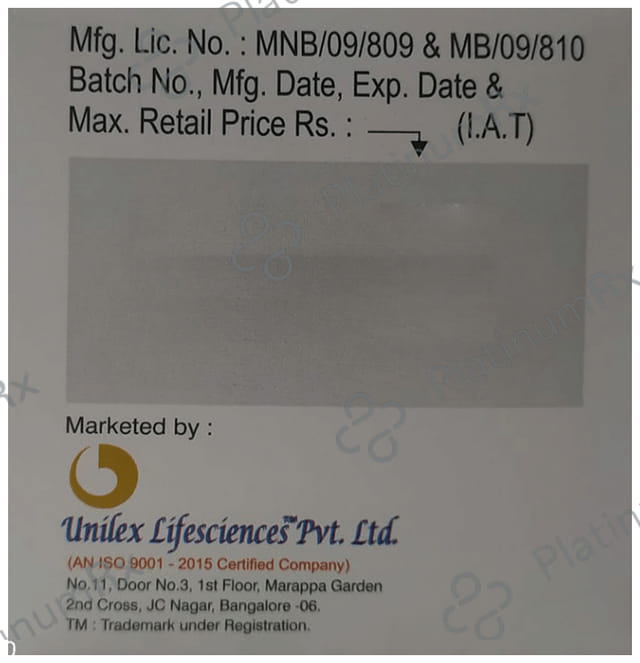 Mfg. Lic. No. : MNB/09/809 & MB/09/810
Batch No., Mfg. Date, Exp. Date &
Max. Retail Price Rs. : (I.A.T)
Marketed by :
Unilex Lifesciences™ Pvt. Ltd.
(AN ISO 9001 - 2015 Certified Company)
No.11, Door No.3, 1st Floor, Marappa Garden
2nd Cross, JC Nagar, Bangalore -06.
TM : Trademark under Registration.
PlatinumRx